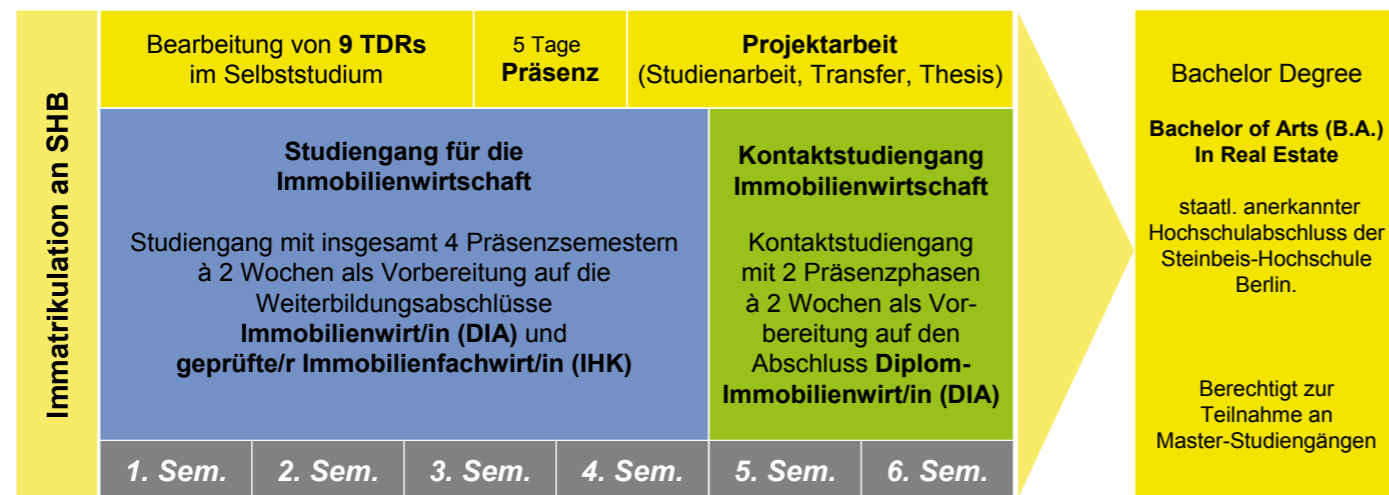 Immatrikulation an SHB
Bearbeitung von 9 TDRs
im Selbststudium
5 Tage
Präsenz
Projektarbeit
(Studienarbeit, Transfer, Thesis)
Studiengang für die
Immobilienwirtschaft
Studiengang mit insgesamt 4 Präsenzsemestern
à 2 Wochen als Vorbereitung auf die
Weiterbildungsabschlüsse
Immobilienwirt/in (DIA) und
geprüfte/r Immobilienfachwirt/in (IHK)
Kontaktstudiengang
Immobilienwirtschaft
Kontaktstudiengang
mit 2 Präsenzphasen
à 2 Wochen als Vor-
bereitung auf den
Abschluss Diplom-
Immobilienwirt/in (DIA)
1. Sem.
2. Sem.
3. Sem.
4. Sem.
5. Sem.
6. Sem.
Bachelor Degree
Bachelor of Arts (B.A.)
In Real Estate
staatl. anerkannter
Hochschulabschluss der
Steinbeis-Hochschule
Berlin.
Berechtigt zur
Teilnahme an
Master-Studiengängen